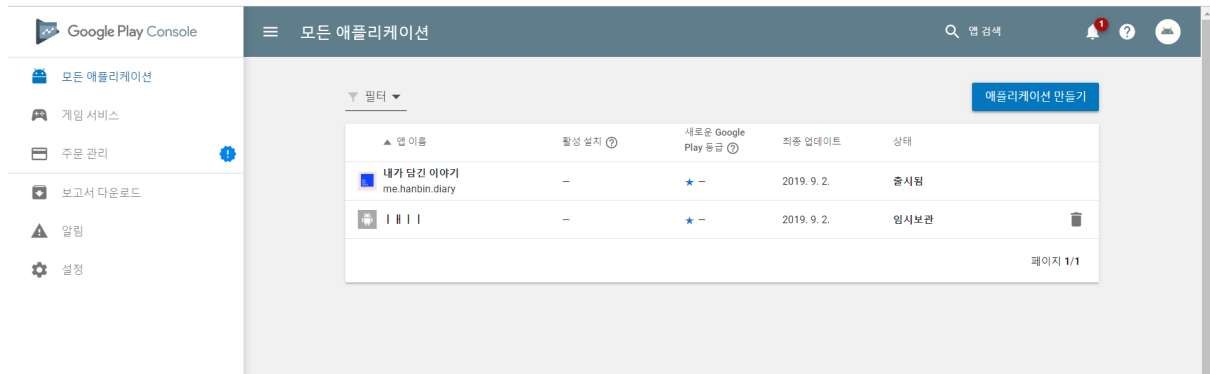 Google Play Console
모든 애플리케이션
앱 검색
1
모든 애플리케이션
게임 서비스
주문 관리
보고서 다운로드
알림
설정
필터
애플리케이션 만들기
앱 이름
활성 설치
새로운 Google
Play 등급
최종 업데이트
상태
내가 담긴 이야기
me.hanbin.diary
–
★ –
2019. 9. 2.
출시됨
ㅣㅐㅣㅣ
–
★ –
2019. 9. 2.
임시보관
페이지 1/1